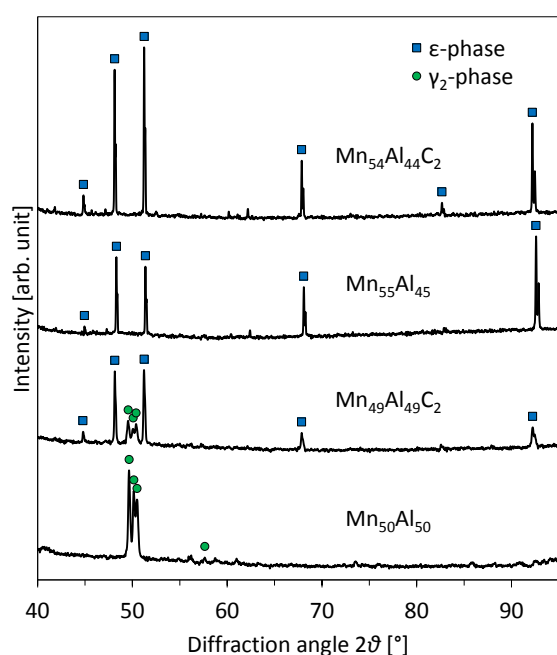 ε-phase
γ₂-phase
Mn₅₄Al₄₄C₂
Mn₅₅Al₄₅
Mn₄₉Al₄₉C₂
Mn₅₀Al₅₀
Intensity [arb. unit]
40 50 60 70 80 90
Diffraction angle 2ϑ [°]